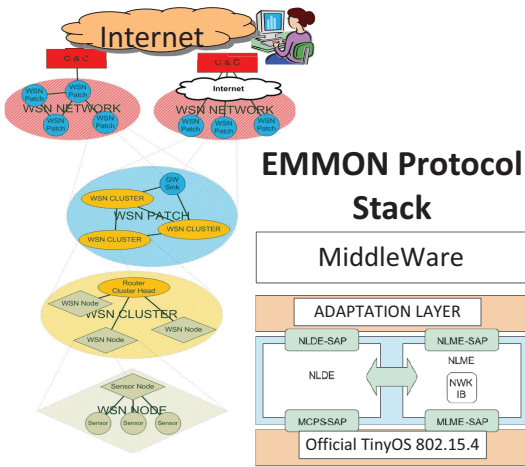 Internet
C & C
C & C
Internet
WSN Patch
WSN Patch
WSN NETWORK
WSN Patch
WSN Patch
WSN NETWORK
WSN Patch
WSN Patch
WSN Patch
GW Sink
WSN CLUSTER
WSN PATCH
WSN CLUSTER
WSN CLUSTER
Router
Cluster Head
WSN Node
WSN CLUSTER
WSN Node
WSN Node
Sensor Node
WSN NODE
Sensor
Sensor
Sensor
EMMON Protocol
Stack
MiddleWare
ADAPTATION LAYER
NLDE-SAP
NLME-SAP
NLDE
NLME
NWK
IB
MCPS-SAP
MLME-SAP
Official TinyOS 802.15.4